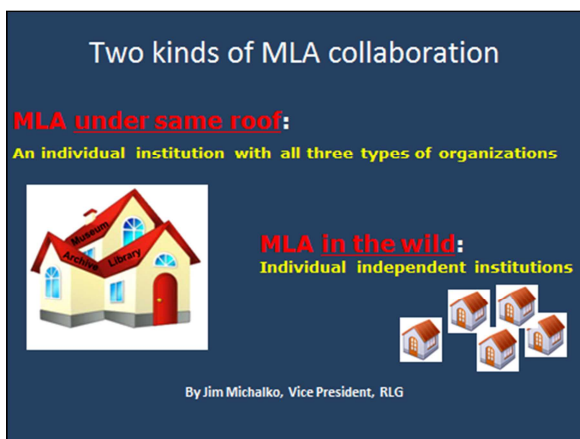 Two kinds of MLA collaboration
MLA under same roof:
An individual institution with all three types of organizations
Museum
Archive
Library
MLA in the wild:
Individual independent institutions
By Jim Michalko, Vice President, RLG